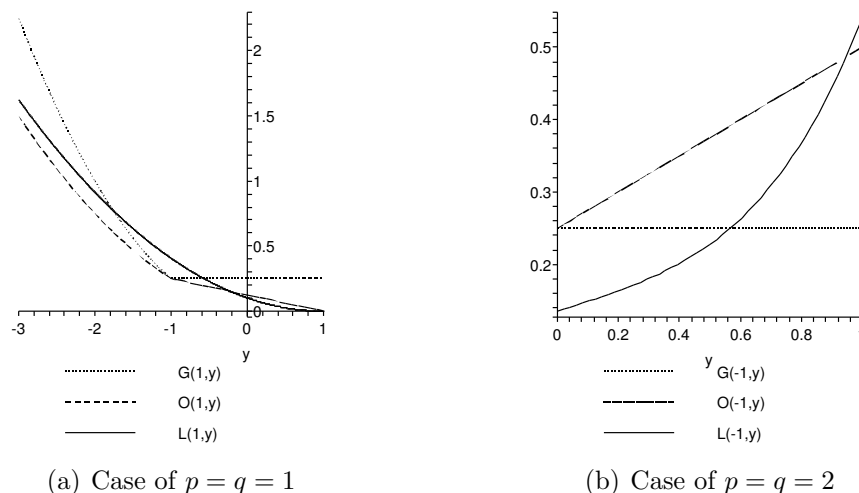 2
1.5
1
0.5
0
-3 -2 -1 0 1
y
G(1,y)
O(1,y)
L(1,y)
(a) Case of p = q = 1
0.5
0.4
0.3
0.2
0 0.2 0.4 0.6 0.8
y
G(-1,y)
O(-1,y)
L(-1,y)
(b) Case of p = q = 2